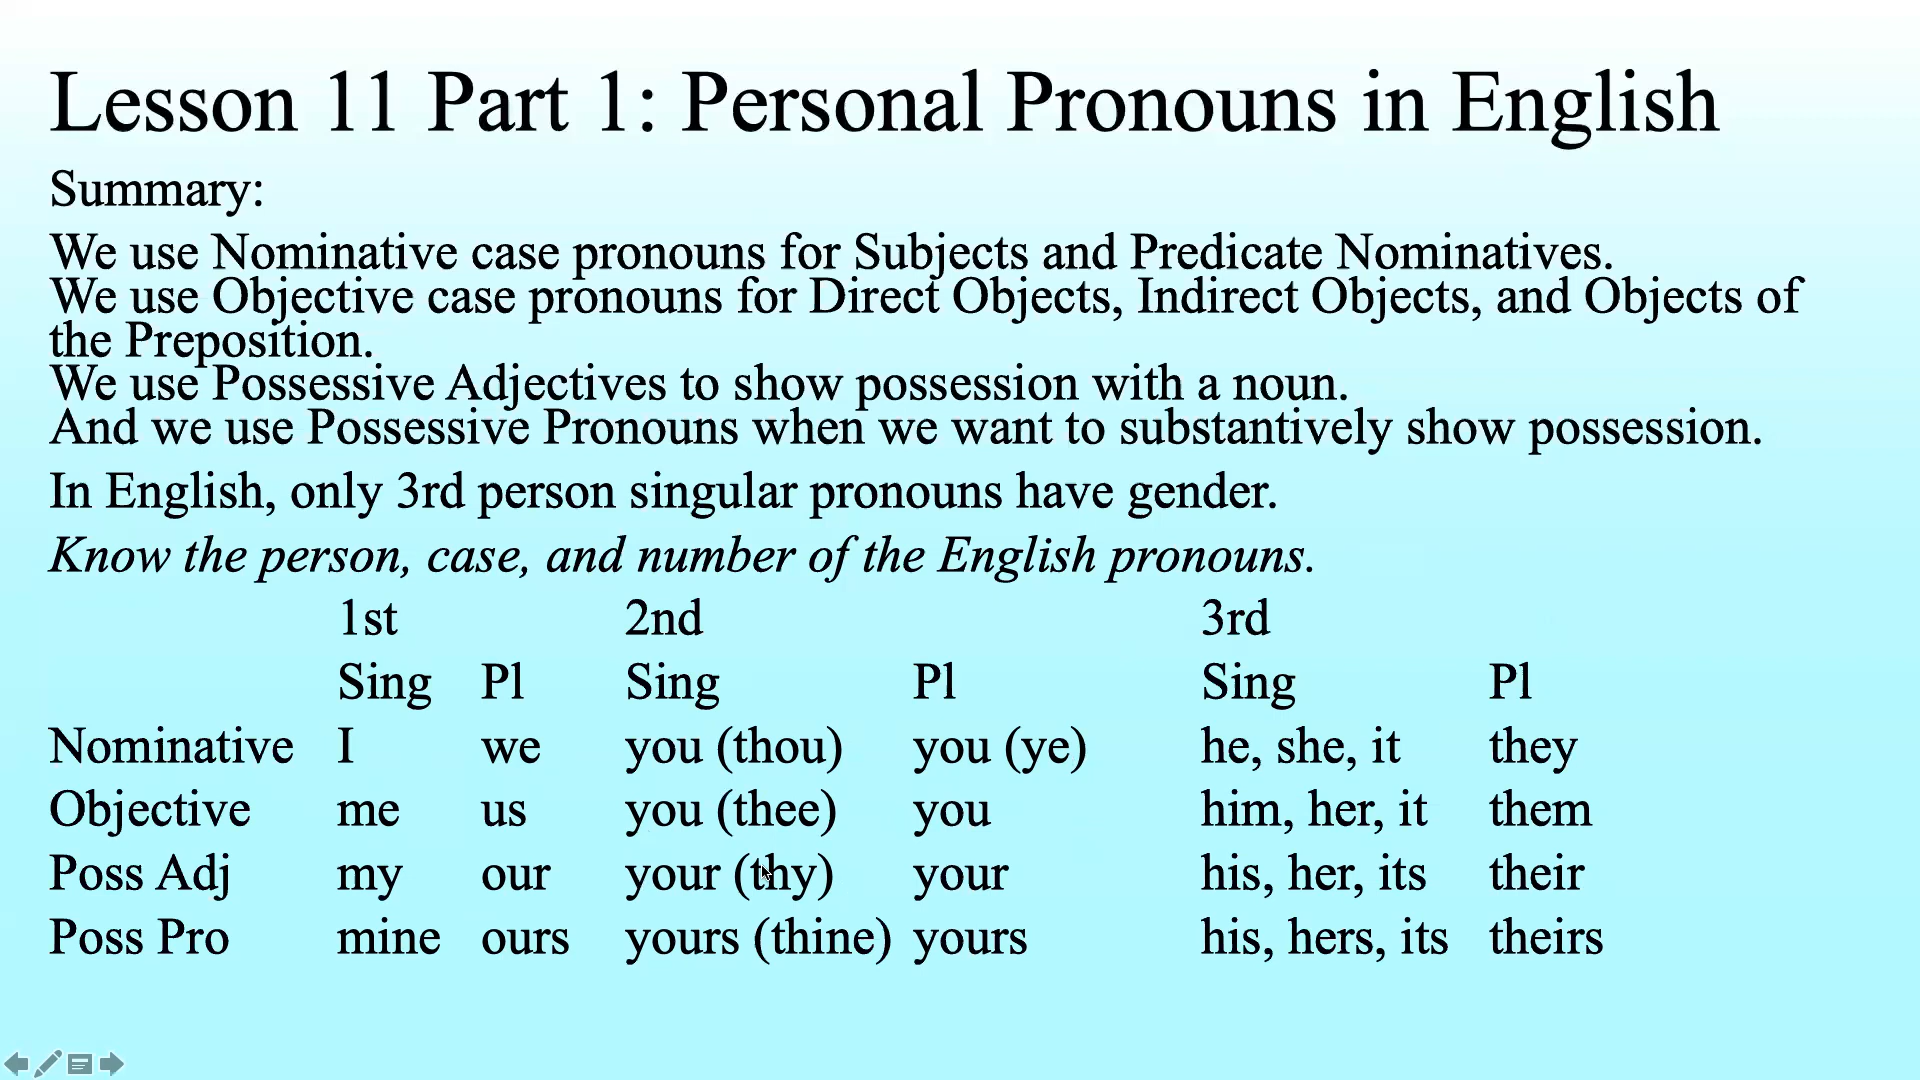 Lesson 11 Part 1: Personal Pronouns in English
Summary:
We use Nominative case pronouns for Subjects and Predicate Nominatives.
We use Objective case pronouns for Direct Objects, Indirect Objects, and Objects of
the Preposition.
We use Possessive Adjectives to show possession with a noun.
And we use Possessive Pronouns when we want to substantively show possession.
In English, only 3rd person singular pronouns have gender.
Know the person, case, and number of the English pronouns.
1st 2nd 3rd
Sing Pl Sing Pl Sing Pl
Nominative I we you (thou) you (ye) he, she, it they
Objective me us you (thee) you him, her, it them
Poss Adj my our your (thy) your his, her, its their
Poss Pro mine ours yours (thine) yours his, hers, its theirs